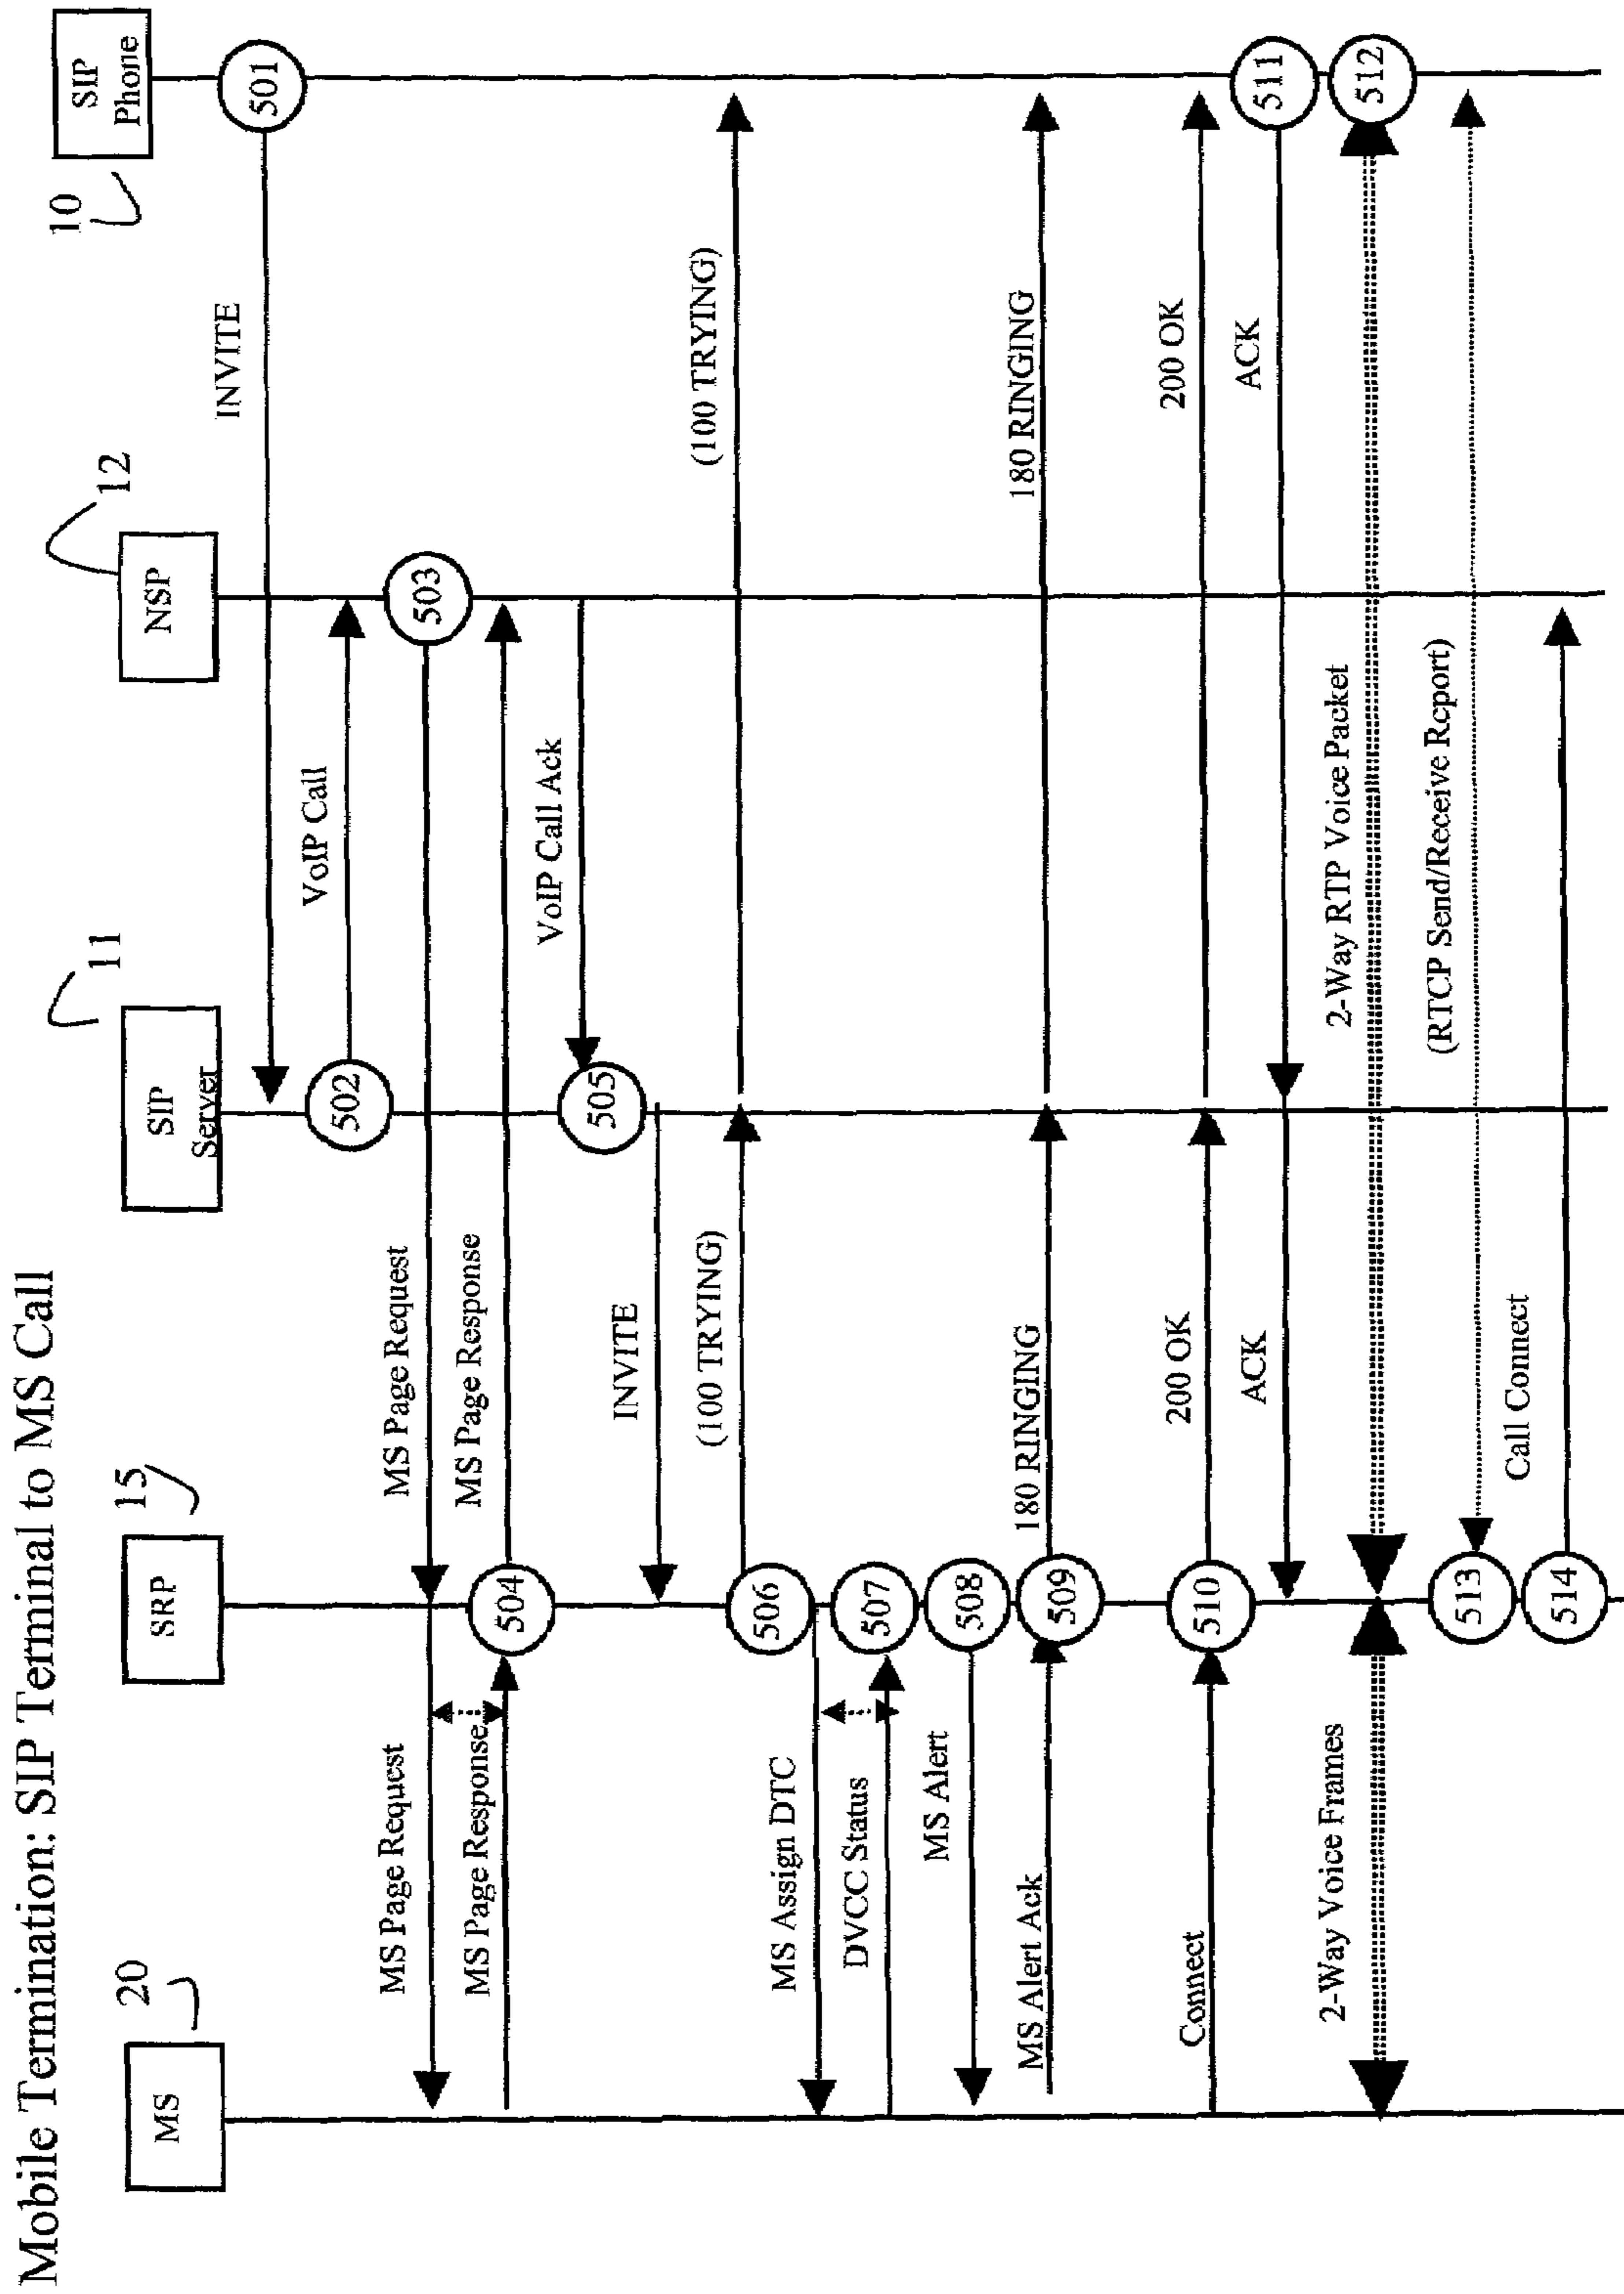 Mobile Termination: SIP Terminal to MS Call
20
15
11
12
10
MS
SRP
SIP
Server
NSP
SIP
Phone
501
INVITE
VoIP Call
502
MS Page Request
MS Page Request
503
MS Page Response
504
MS Page Response
VoIP Call Ack
505
INVITE
(100 TRYING)
(100 TRYING)
506
MS Assign DTC
DVCC Status
507
MS Alert
508
MS Alert Ack
509
180 RINGING
180 RINGING
Connect
510
200 OK
200 OK
ACK
ACK
511
2-Way Voice Frames
2-Way RTP Voice Packet
512
(RTCP Send/Receive Report)
513
Call Connect
514